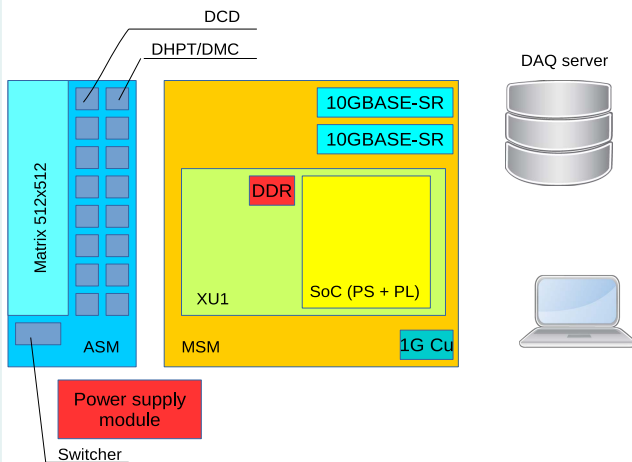 DCD
DHPT/DMC
DAQ server
10GBASE-SR
10GBASE-SR
Matrix 512x512
DDR
XU1
SoC (PS + PL)
ASM
MSM
1G Cu
Power supply
module
Switcher